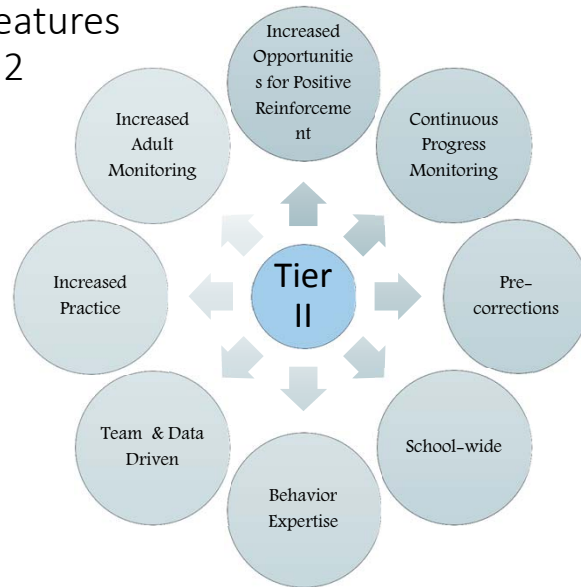 eatures
2
Increased
Opportunitie
s for Positive
Reinforceme
nt
Continuous
Progress
Monitoring
Pre-
corrections
School-wide
Behavior
Expertise
Team & Data
Driven
Increased
Practice
Increased
Adult
Monitoring
Tier
II